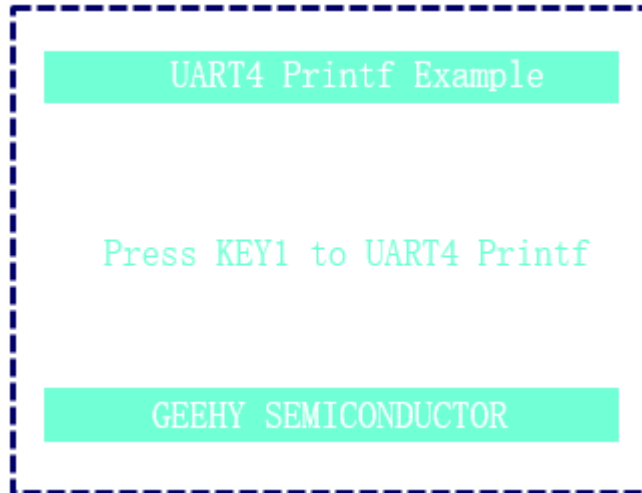 UART4 Printf Example
Press KEY1 to UART4 Printf
GEEHY SEMICONDUCTOR